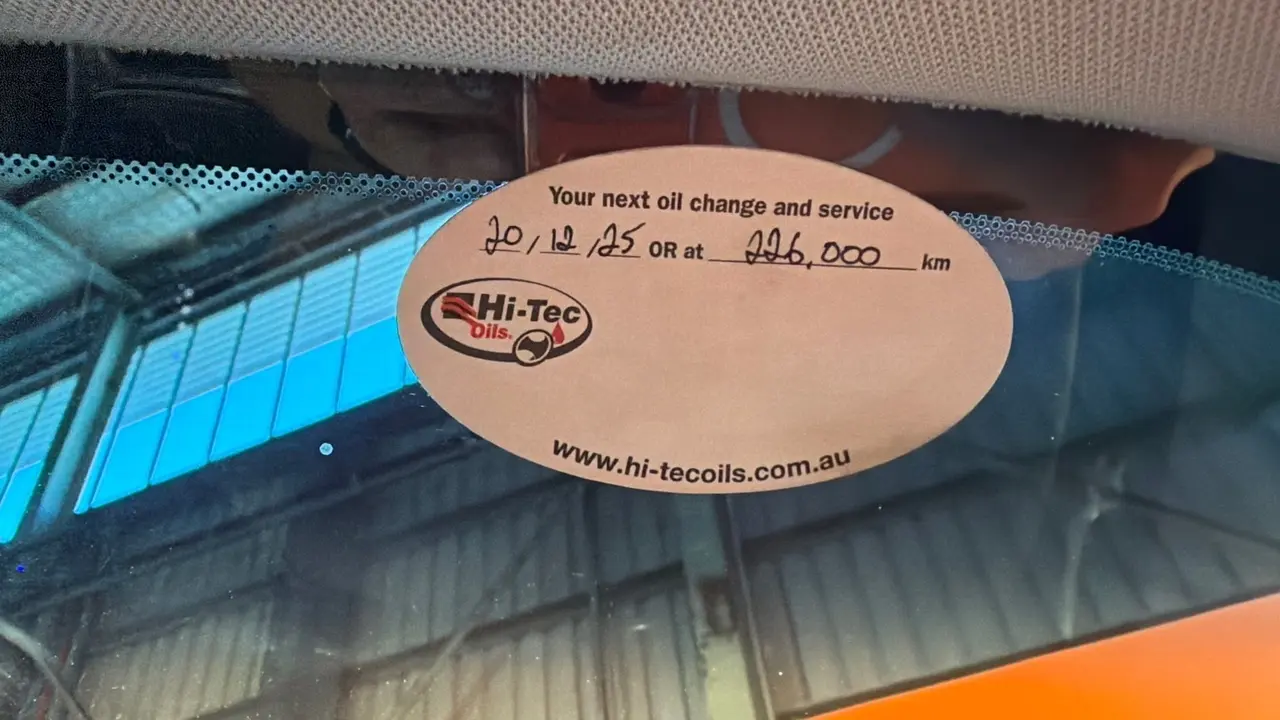 Your next oil change and service
20/12/25 OR at 226,000 km
Hi-Tec
Oils.
www.hi-tecoils.com.au